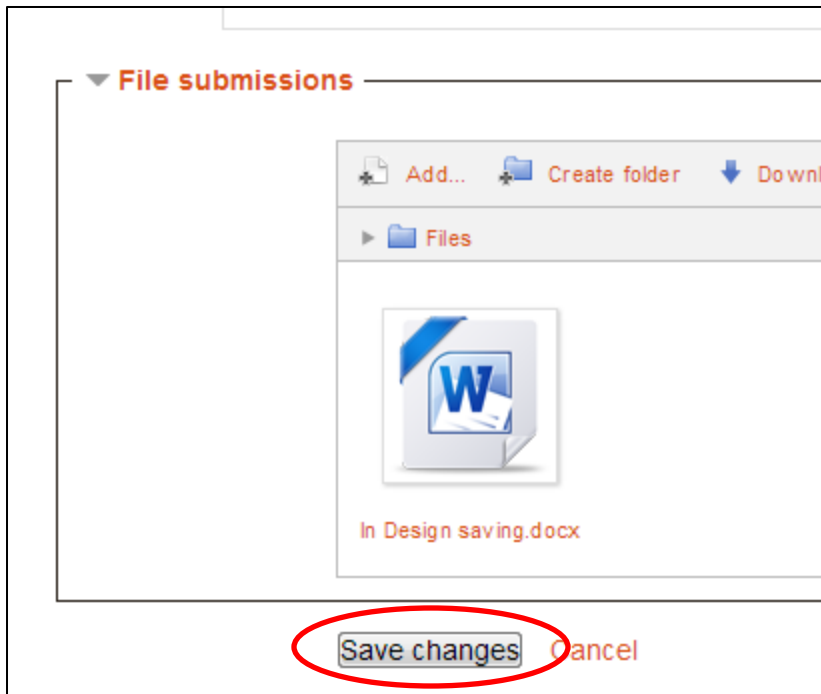 File submissions
Add... Create folder
Files
W
In Design saving.docx
Save changes Cancel